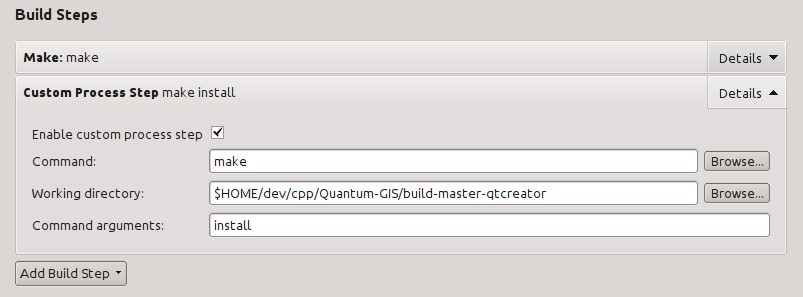 Build Steps
Make: make Details
Custom Process Step make install Details
Enable custom process step
Command: make Browse...
Working directory: $HOME/dev/cpp/Quantum-GIS/build-master-qtcreator Browse...
Command arguments: install
Add Build Step